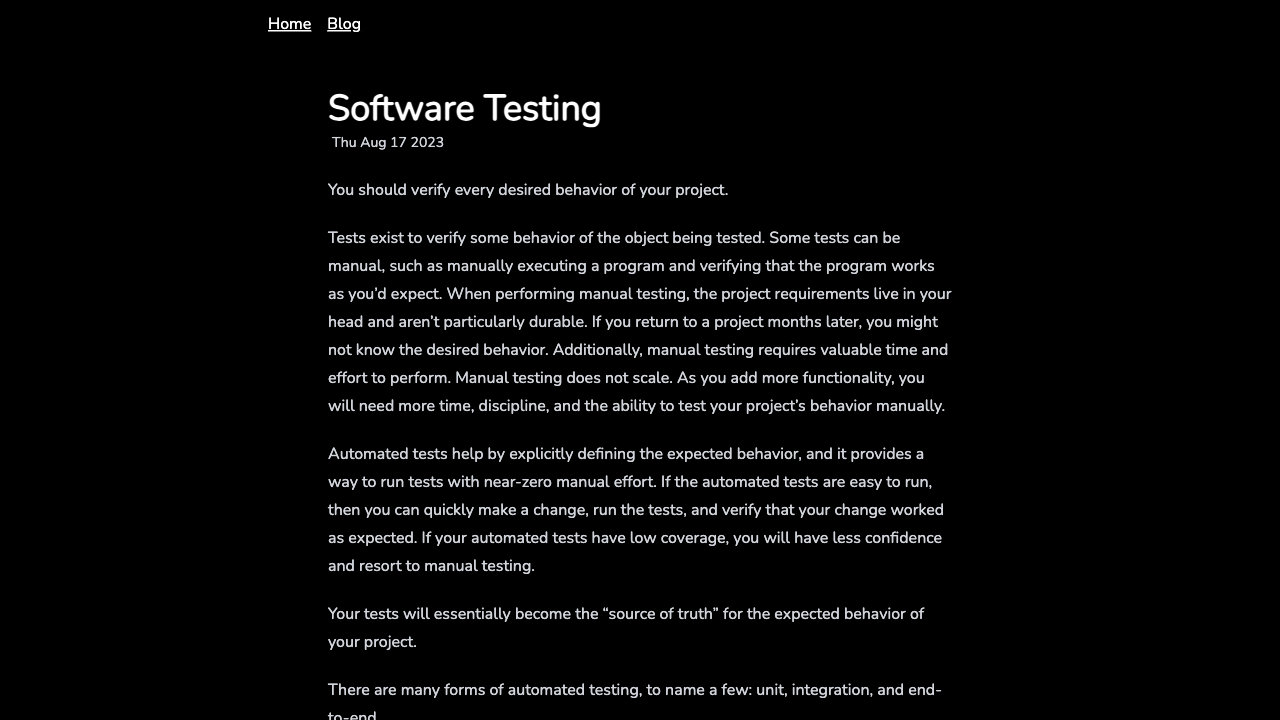 Home Blog
Software Testing
Thu Aug 17 2023
You should verify every desired behavior of your project.
Tests exist to verify some behavior of the object being tested. Some tests can be
manual, such as manually executing a program and verifying that the program works
as you’d expect. When performing manual testing, the project requirements live in your
head and aren’t particularly durable. If you return to a project months later, you might
not know the desired behavior. Additionally, manual testing requires valuable time and
effort to perform. Manual testing does not scale. As you add more functionality, you
will need more time, discipline, and the ability to test your project’s behavior manually.
Automated tests help by explicitly defining the expected behavior, and it provides a
way to run tests with near-zero manual effort. If the automated tests are easy to run,
then you can quickly make a change, run the tests, and verify that your change worked
as expected. If your automated tests have low coverage, you will have less confidence
and resort to manual testing.
Your tests will essentially become the “source of truth” for the expected behavior of
your project.
There are many forms of automated testing, to name a few: unit, integration, and end-
to-end